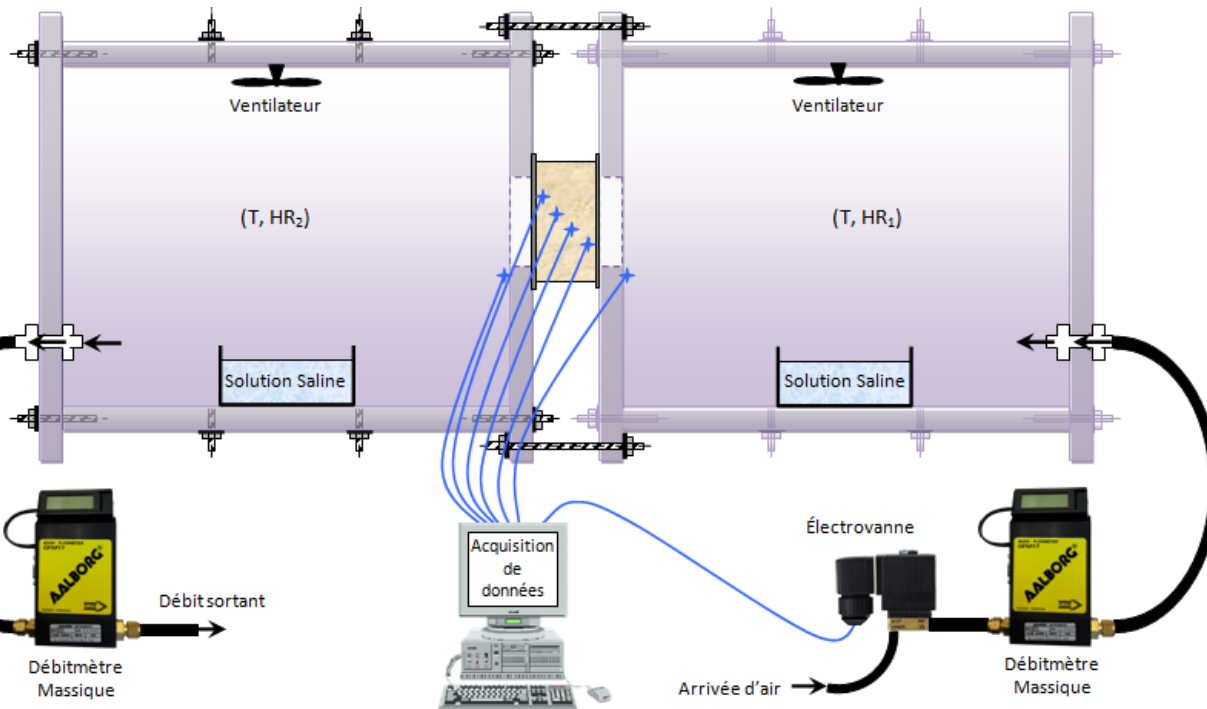 Ventilateur
Ventilateur
(T, HR₂)
(T, HR₁)
Solution Saline
Solution Saline
Électrovanne
Acquisition
de
données
AALBORG®
AALBORG®
Débit sortant
Débitmètre
Massique
Arrivée d'air
Débitmètre
Massique